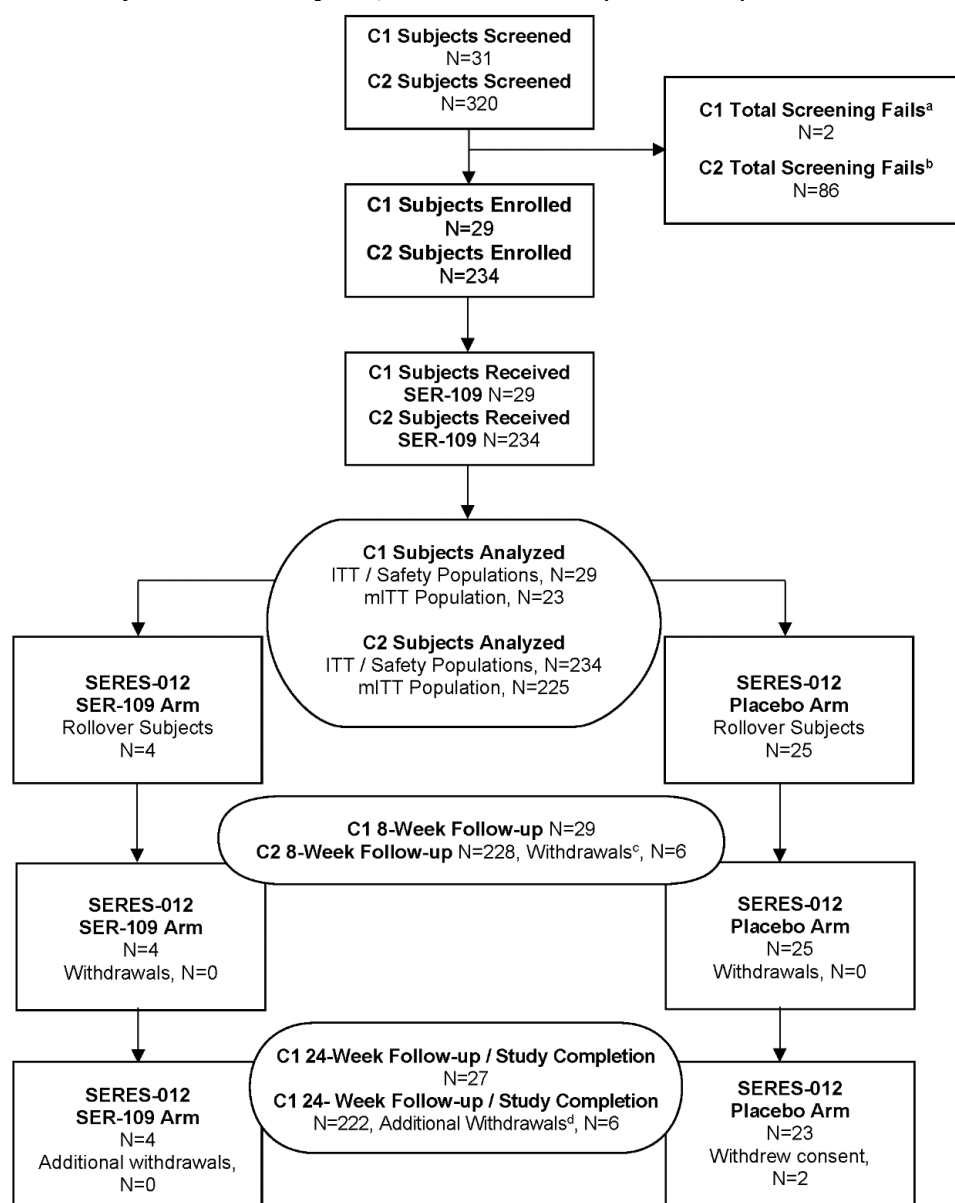 C1 Subjects Screened
N=31
C2 Subjects Screened
N=320
C1 Total Screening Failsᵃ
N=2
C2 Total Screening Failsᵇ
N=86
C1 Subjects Enrolled
N=29
C2 Subjects Enrolled
N=234
C1 Subjects Received
SER-109 N=29
C2 Subjects Received
SER-109 N=234
C1 Subjects Analyzed
ITT / Safety Populations, N=29
mITT Population, N=23
C2 Subjects Analyzed
ITT / Safety Populations, N=234
mITT Population, N=225
SERES-012
SER-109 Arm
Rollover Subjects
N=4
SERES-012
Placebo Arm
Rollover Subjects
N=25
C1 8-Week Follow-up N=29
C2 8-Week Follow-up N=228, Withdrawalsᶜ, N=6
SERES-012
SER-109 Arm
N=4
Withdrawals, N=0
SERES-012
Placebo Arm
N=25
Withdrawals, N=0
C1 24-Week Follow-up / Study Completion
N=27
C1 24- Week Follow-up / Study Completion
N=222, Additional Withdrawalsᵈ, N=6
SERES-012
SER-109 Arm
N=4
Additional withdrawals,
N=0
SERES-012
Placebo Arm
N=23
Withdrew consent,
N=2